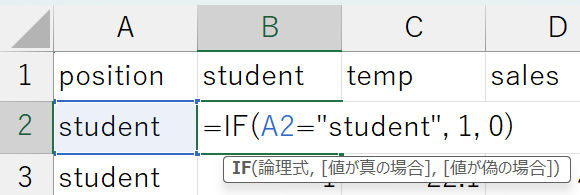 A B C D
1 position student temp sales
2 student =IF(A2="student", 1, 0)
IF(論理式, [値が真の場合], [値が偽の場合])
3 student